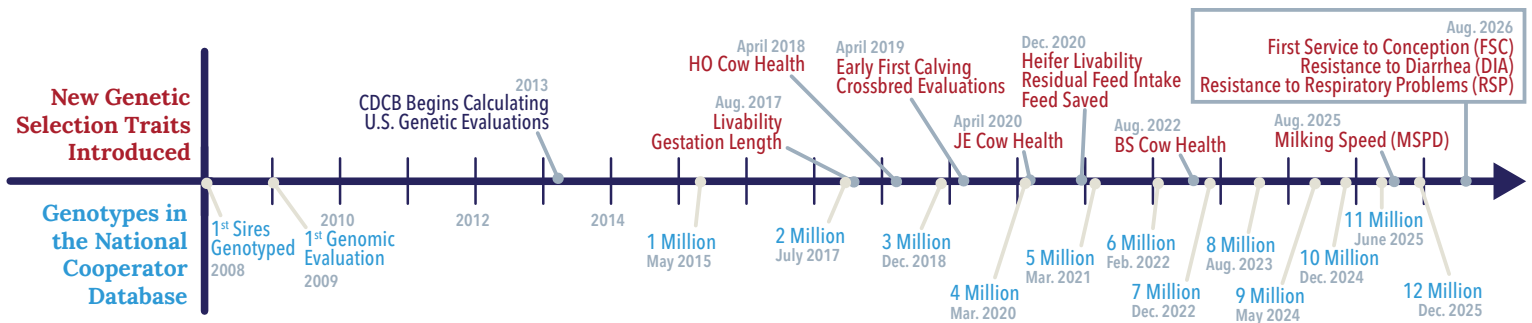 New Genetic
Selection Traits
Introduced
2013
CDCB Begins Calculating
U.S. Genetic Evaluations
Aug. 2017
Livability
Gestation Length
April 2018
HO Cow Health
April 2019
Early First Calving
Crossbred Evaluations
April 2020
JE Cow Health
Dec. 2020
Heifer Livability
Residual Feed Intake
Feed Saved
Aug. 2022
BS Cow Health
Aug. 2025
Milking Speed (MSPD)
Aug. 2026
First Service to Conception (FSC)
Resistance to Diarrhea (DIA)
Resistance to Respiratory Problems (RSP)
Genotypes in
the National
Cooperator
Database
1st Sires
Genotyped
2008
1st Genomic
Evaluation
2009
2010
2012
2014
1 Million
May 2015
2 Million
July 2017
3 Million
Dec. 2018
4 Million
Mar. 2020
5 Million
Mar. 2021
6 Million
Feb. 2022
7 Million
Dec. 2022
8 Million
Aug. 2023
9 Million
May 2024
10 Million
Dec. 2024
11 Million
June 2025
12 Million
Dec. 2025